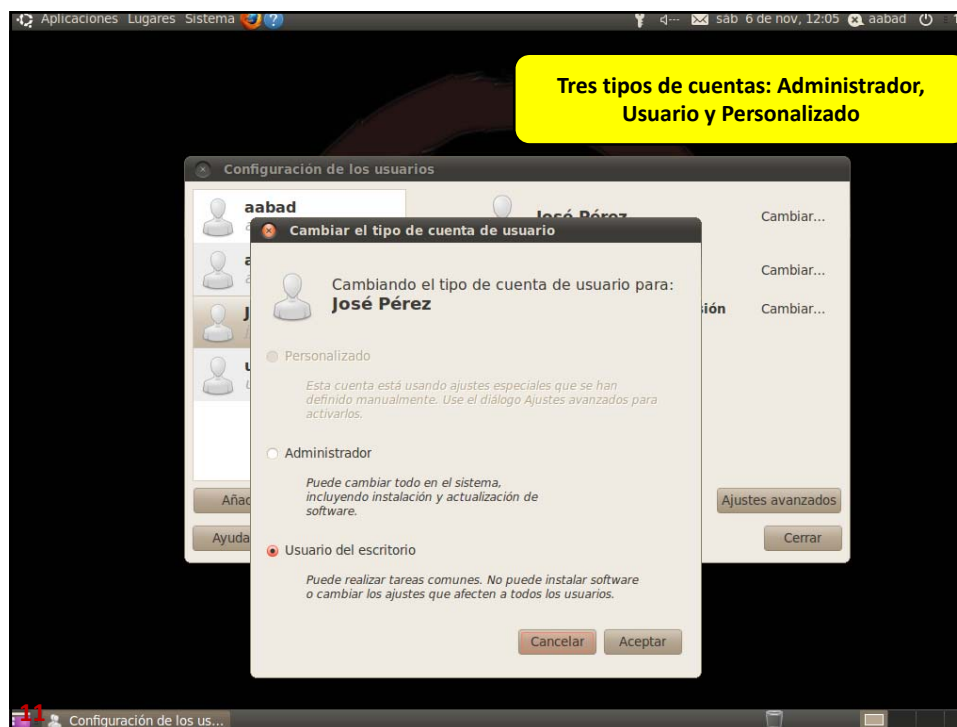 Aplicaciones Lugares Sistema
sáb 6 de nov, 12:05 aabad
Tres tipos de cuentas: Administrador,
Usuario y Personalizado
Configuración de los usuarios
aabad
José Pérez
Cambiar...
Cambiar...
Cambiar...
Cambiar el tipo de cuenta de usuario
Cambiando el tipo de cuenta de usuario para:
José Pérez
Personalizado
Esta cuenta está usando ajustes especiales que se han
definido manualmente. Use el diálogo Ajustes avanzados para
activarlos.
Administrador
Puede cambiar todo en el sistema,
incluyendo instalación y actualización de
software.
Usuario del escritorio
Puede realizar tareas comunes. No puede instalar software
o cambiar los ajustes que afecten a todos los usuarios.
Cancelar Aceptar
Ayuda
Ajustes avanzados
Cerrar
11
Configuración de los us...